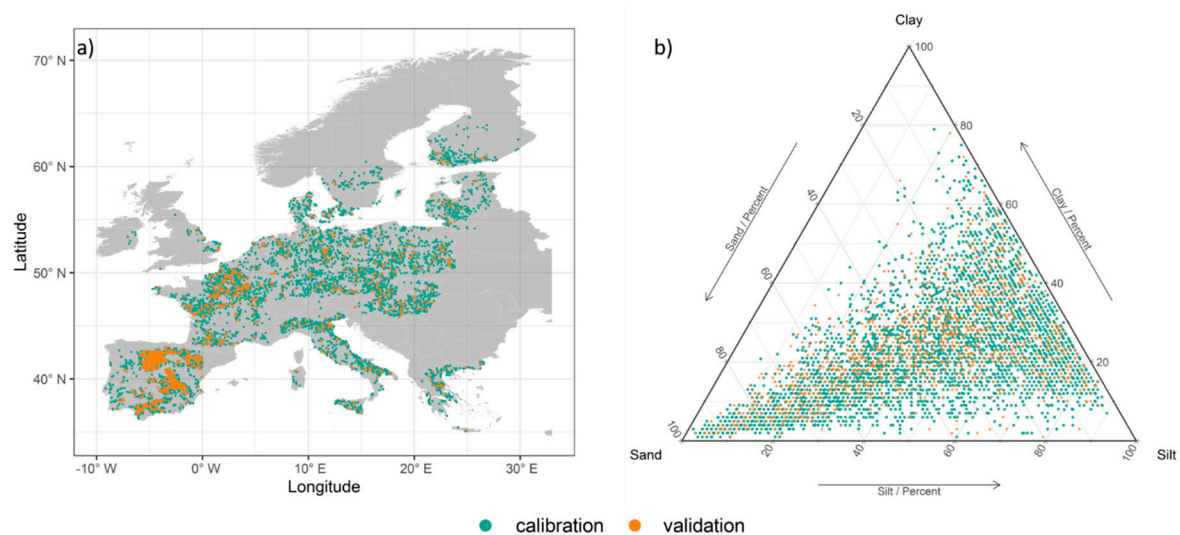 a)
70° N
60° N
50° N
40° N
Latitude
-10° W
0° W
10° E
20° E
30° E
Longitude
b)
Clay
100
80
60
40
20
Clay / Percent
20
40
60
80
100
Sand / Percent
Sand
20
40
60
80
100
Silt
Silt / Percent
calibration
validation